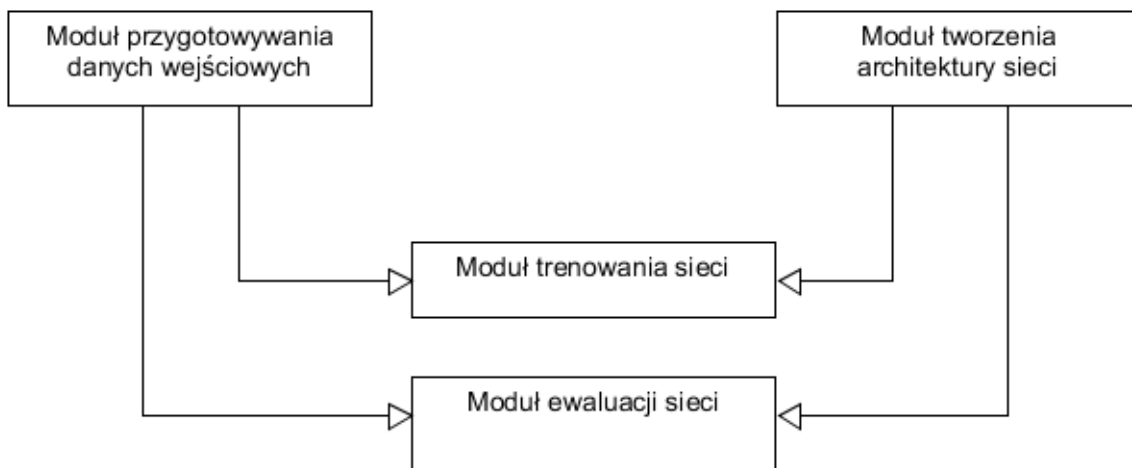 Moduł przygotowywania
danych wejściowych
Moduł tworzenia
architektury sieci
Moduł trenowania sieci
Moduł ewaluacji sieci